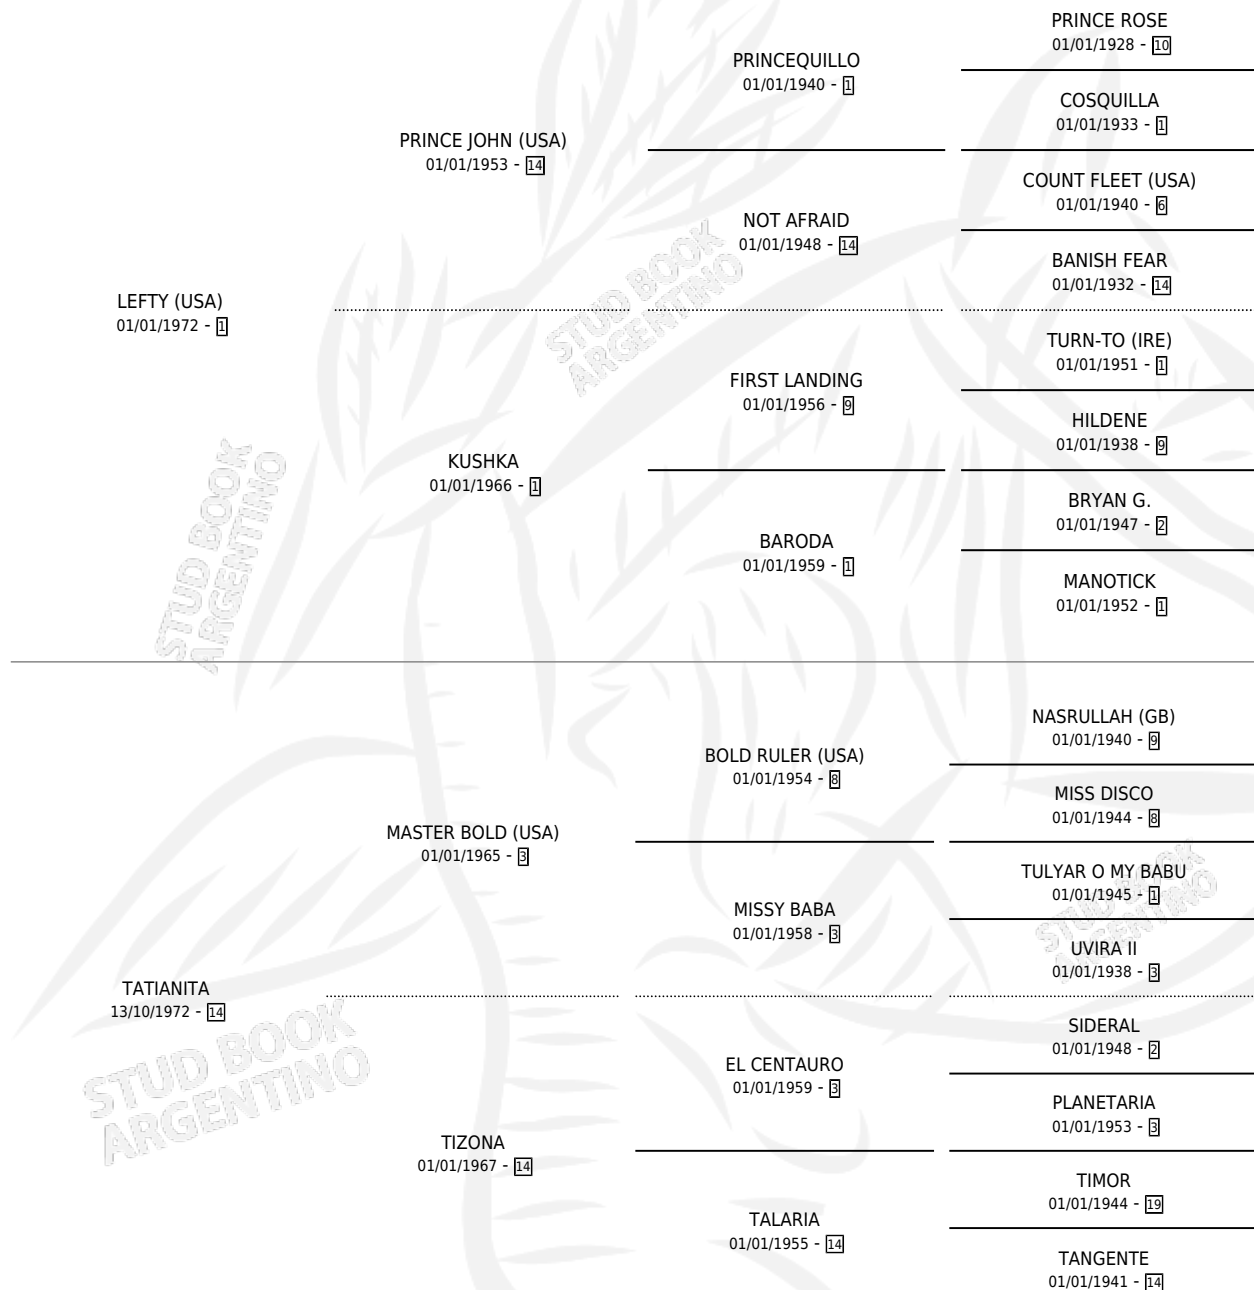 PRINCE ROSE
01/01/1928 - 10
PRINCEQUILLO
01/01/1940 - 1
COSQUILLA
01/01/1933 - 1
PRINCE JOHN (USA)
01/01/1953 - 14
COUNT FLEET (USA)
01/01/1940 - 6
NOT AFRAID
01/01/1948 - 14
BANISH FEAR
01/01/1932 - 14
LEFTY (USA)
01/01/1972 - 1
TURN-TO (IRE)
01/01/1951 - 1
FIRST LANDING
01/01/1956 - 9
HILDENE
01/01/1938 - 9
KUSHKA
01/01/1966 - 1
BRYAN G.
01/01/1947 - 2
BARODA
01/01/1959 - 1
MANOTICK
01/01/1952 - 1
NASRULLAH (GB)
01/01/1940 - 9
BOLD RULER (USA)
01/01/1954 - 8
MISS DISCO
01/01/1944 - 8
MASTER BOLD (USA)
01/01/1965 - 3
TULYAR O MY BABU
01/01/1945 - 1
MISSY BABA
01/01/1958 - 3
UVIRA II
01/01/1938 - 3
TATIANITA
13/10/1972 - 14
SIDERAL
01/01/1948 - 2
EL CENTAURO
01/01/1959 - 3
PLANETARIA
01/01/1953 - 3
TIZONA
01/01/1967 - 14
TIMOR
01/01/1944 - 19
TALARIA
01/01/1955 - 14
TANGENTE
01/01/1941 - 14
STUD BOOK
ARGENTINO
STUD BOOK
ARGENTINO
STUD BOOK
ARGENTINO
STUD BOOK
ARGENTINO